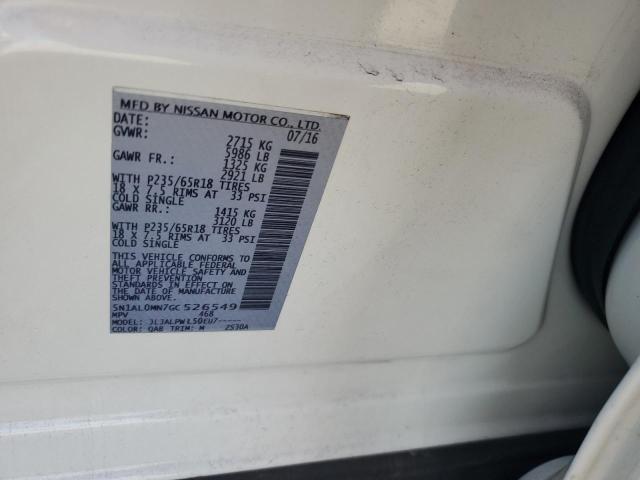 MFD BY NISSAN MOTOR CO., LTD.
DATE: 07/16
GVWR: 2715 KG
5986 LB
GAWR FR.: 1325 KG
2921 LB
WITH P235/65R18 TIRES
18 X 7.5 RIMS AT 33 PSI
COLD SINGLE
GAWR RR.: 1415 KG
3120 LB
WITH P235/65R18 TIRES
18 X 7.5 RIMS AT 33 PSI
COLD SINGLE
THIS VEHICLE CONFORMS TO
ALL APPLICABLE FEDERAL
MOTOR VEHICLE SAFETY AND
THEFT PREVENTION
STANDARDS IN EFFECT ON
THE DATE OF MANUFACTURE
SHOWN ABOVE
5N1AL0MN7GC 526549
MPV 468
MODEL: JLJALPWL50EU7-----
COLOR: QAB TRIM: M 2S30A